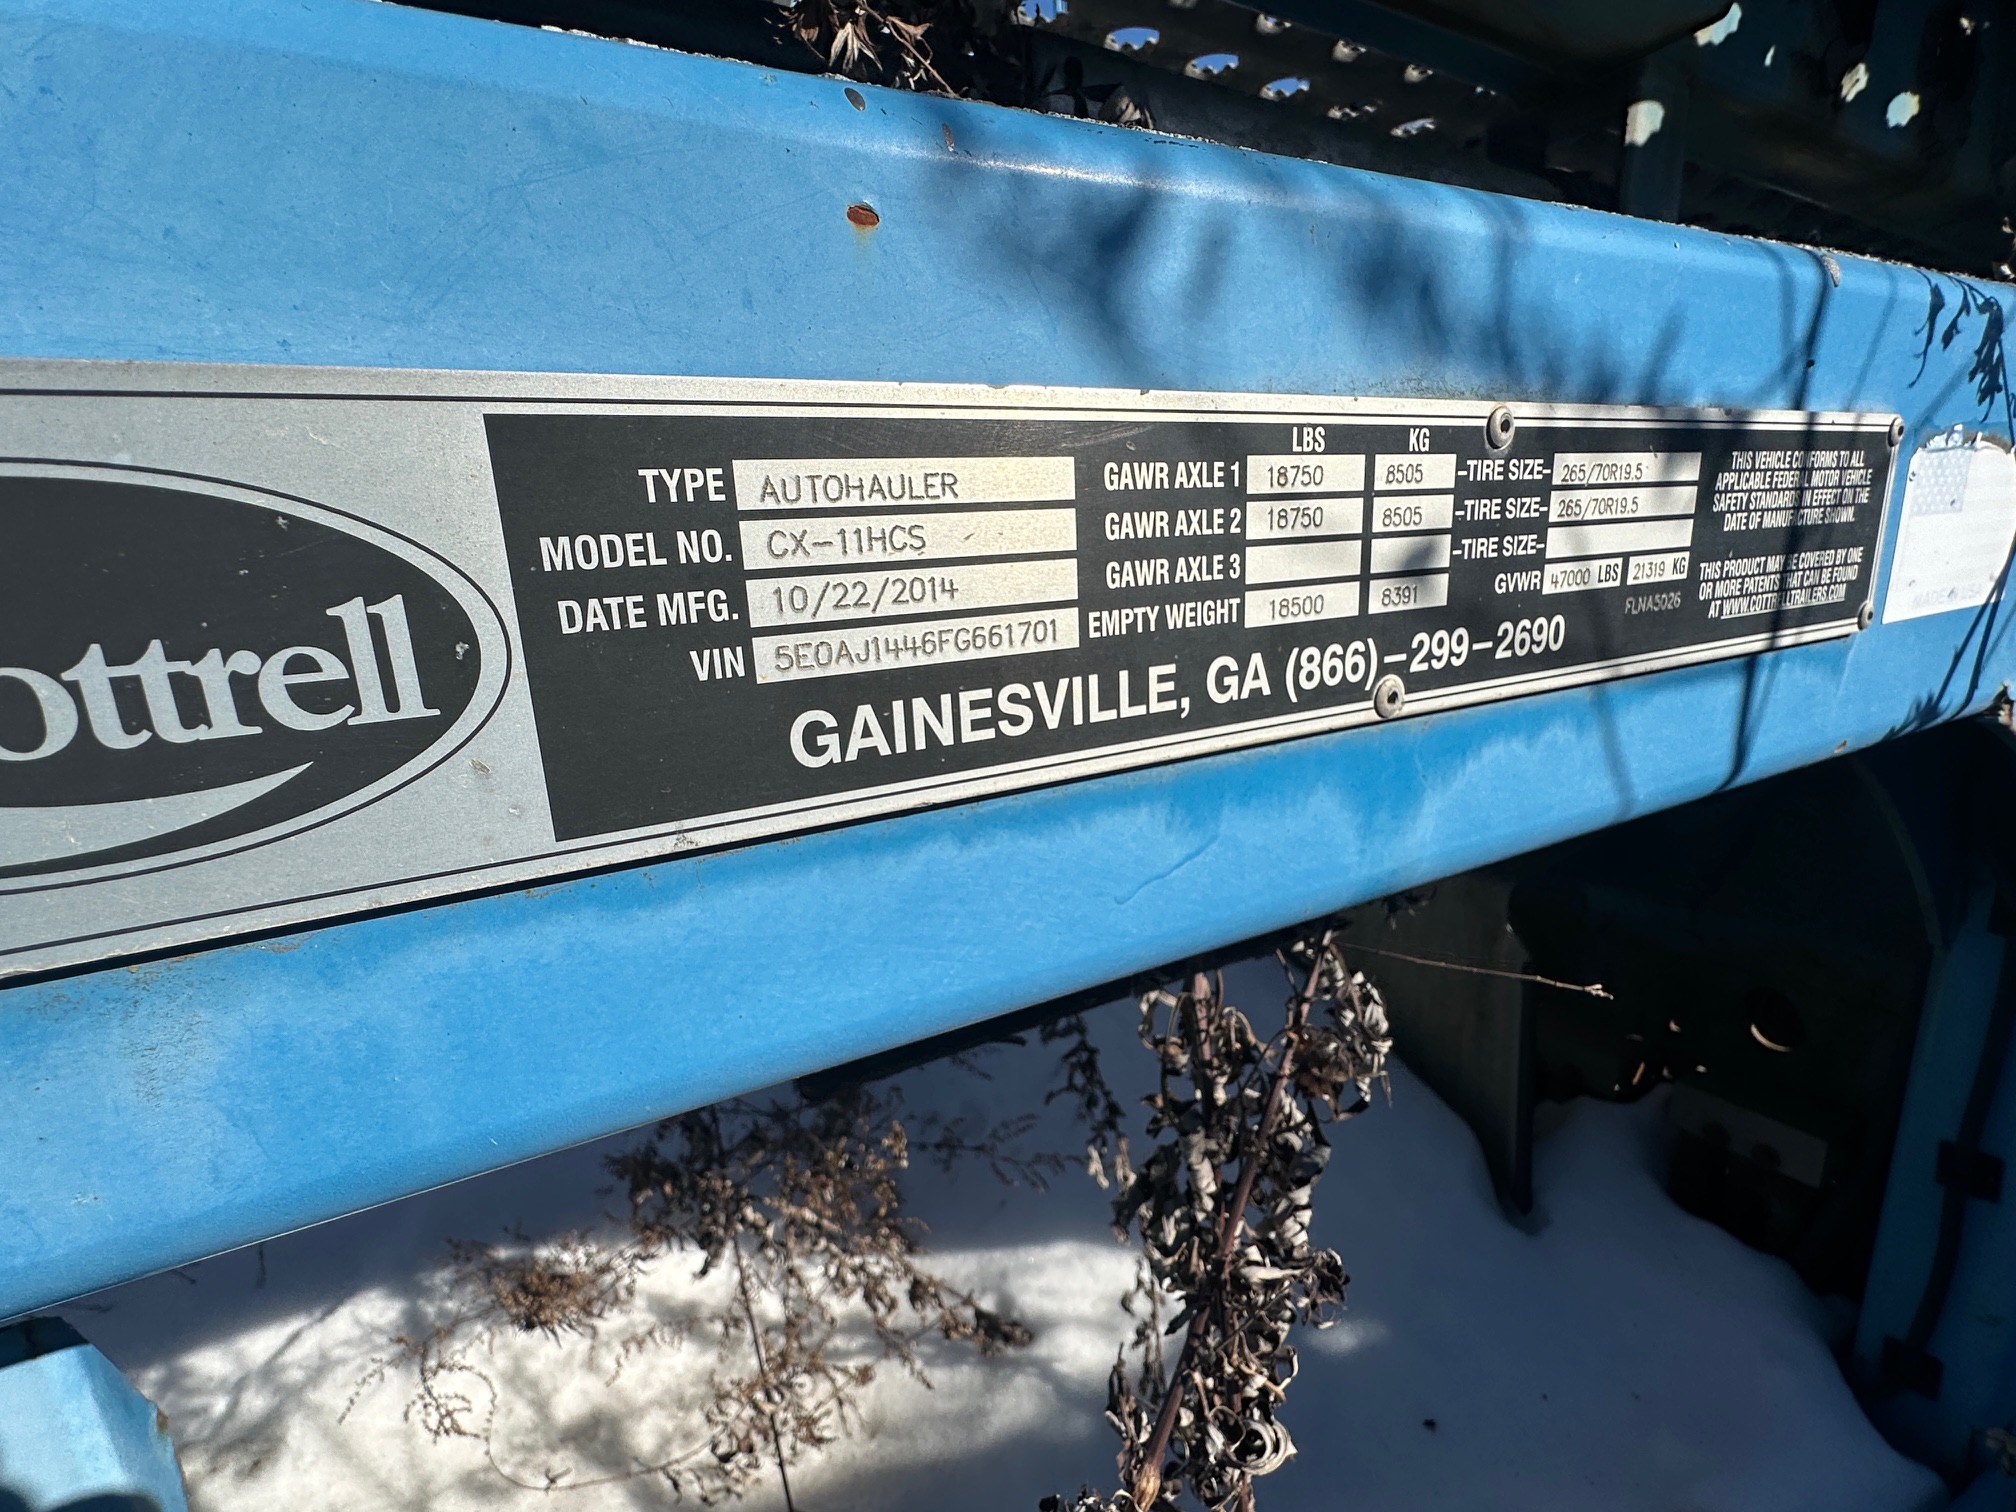 ottrell
TYPE AUTOHAULER
MODEL NO. CX-11HCS
DATE MFG. 10/22/2014
VIN 5E0AJ1446FG661701
LBS KG
GAWR AXLE 1 18750 8505 -TIRE SIZE- 265/70R19.5
GAWR AXLE 2 18750 8505 -TIRE SIZE- 265/70R19.5
GAWR AXLE 3 -TIRE SIZE-
EMPTY WEIGHT 18500 8391 GVWR 47000 LBS 21319 KG
FLNA5026
GAINESVILLE, GA (866)-299-2690
THIS VEHICLE CONFORMS TO ALL
APPLICABLE FEDERAL MOTOR VEHICLE
SAFETY STANDARDS IN EFFECT ON THE
DATE OF MANUFACTURE SHOWN.
THIS PRODUCT MAY BE COVERED BY ONE
OR MORE PATENTS THAT CAN BE FOUND
AT WWW.COTTRELLTRAILERS.COM
MADE IN USA